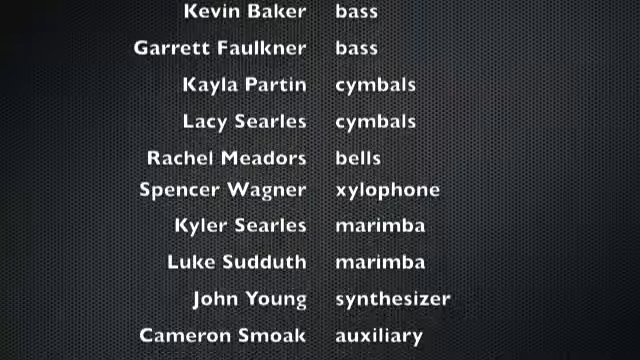 Kevin Baker bass
Garrett Faulkner bass
Kayla Partin cymbals
Lacy Searles cymbals
Rachel Meadors bells
Spencer Wagner xylophone
Kyler Searles marimba
Luke Sudduth marimba
John Young synthesizer
Cameron Smoak auxiliary